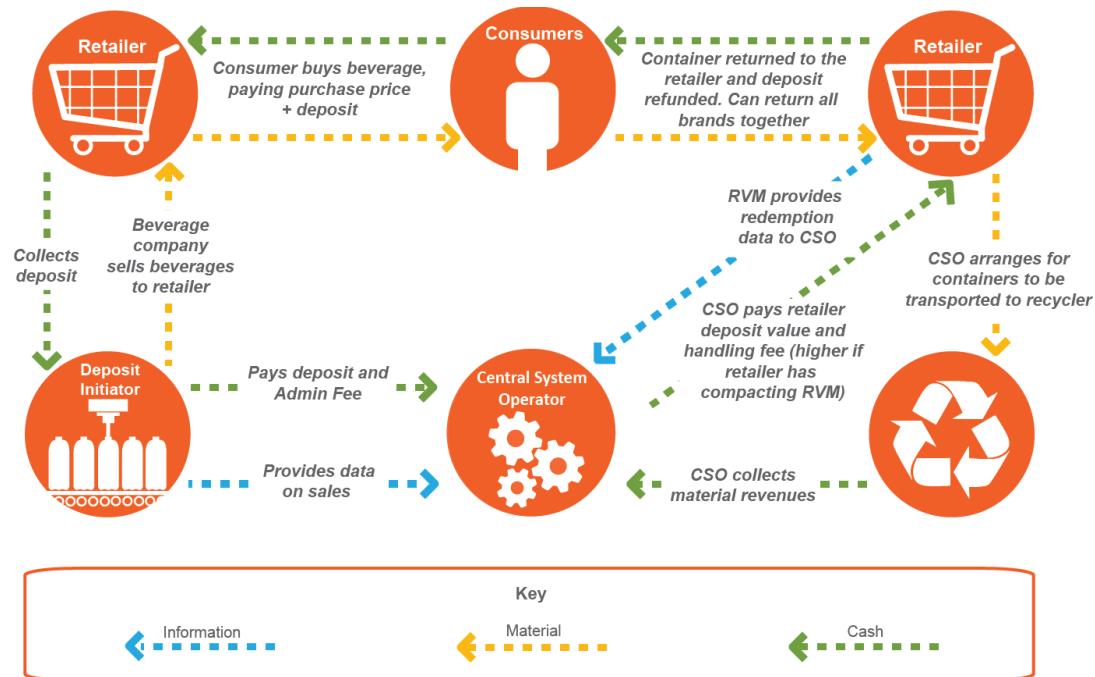 Retailer
Consumer buys beverage,
paying purchase price
+ deposit
Consumers
Container returned to the
retailer and deposit
refunded. Can return all
brands together
Retailer
Collects
deposit
Beverage
company
sells beverages
to retailer
RVM provides
redemption
data to CSO
CSO arranges for
containers to be
transported to recycler
CSO pays retailer
deposit value and
handling fee (higher if
retailer has
compacting RVM)
Deposit
Initiator
Pays deposit and
Admin Fee
Central System
Operator
Provides data
on sales
CSO collects
material revenues
Key
Information
Material
Cash